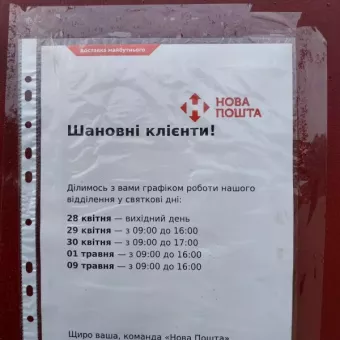 доставка майбутнього
НОВА
ПОШТА
Шановні клієнти!
Ділимось з вами графіком роботи нашого
відділення у святкові дні:
28 квітня — вихідний день
29 квітня — з 09:00 до 16:00
30 квітня — з 09:00 до 17:00
01 травня — з 09:00 до 16:00
09 травня — з 09:00 до 16:00
Щиро ваша, команда «Нова Пошта»